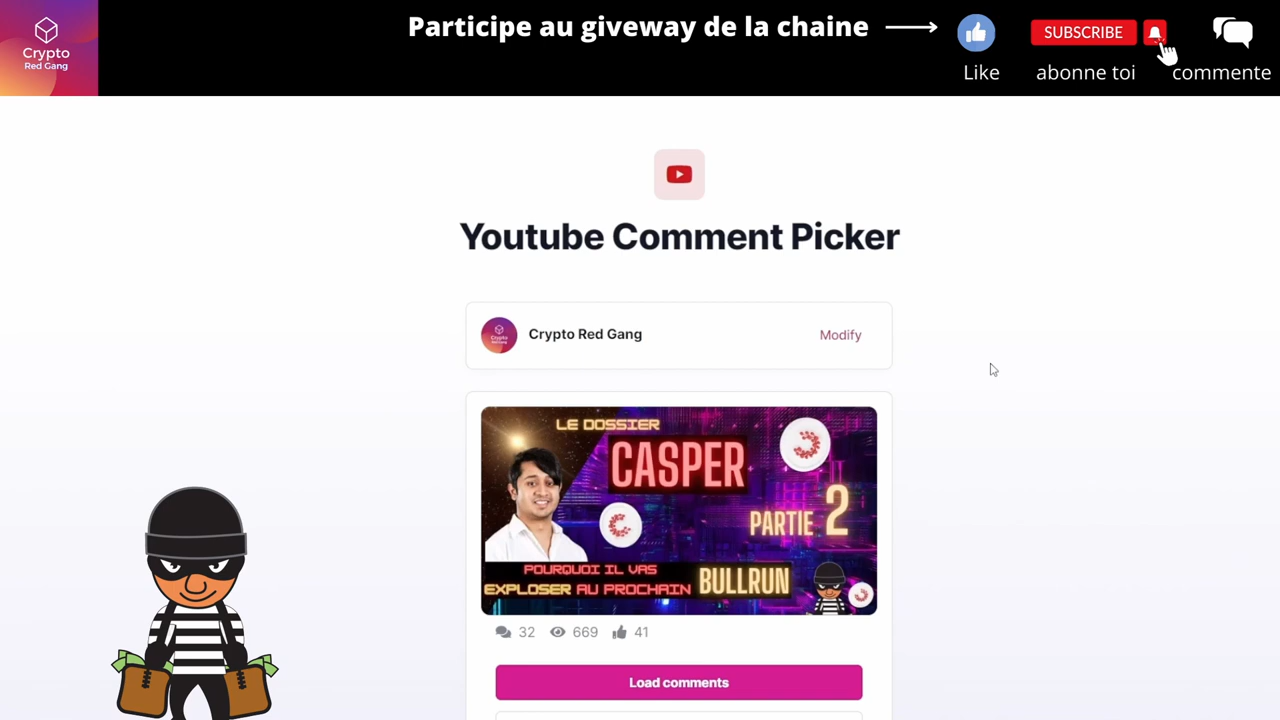 Crypto
Red Gang
Participe au giveway de la chaine
SUBSCRIBE
Like
abonne toi
commente
Youtube Comment Picker
Crypto Red Gang
Modify
LE DOSSIER
CASPER
PARTIE 2
POURQUOI IL VAS
EXPLOSER AU PROCHAIN BULLRUN
32 669 41
Load comments